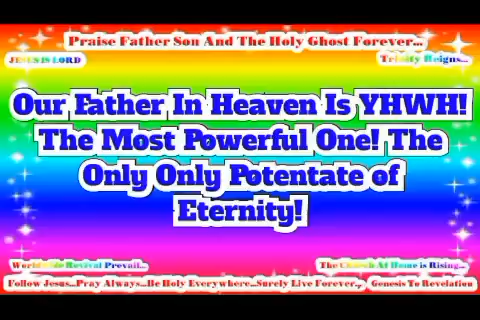 Praise Father Son And The Holy Ghost Forever...
JESUS IS LORD
Trinity Reigns...
Our Father In Heaven Is YHWH!
The Most Powerful One! The
Only Only Potentate of
Eternity!
Worldwide Revival Prevail...
The Church At Home is Rising...
Follow Jesus...Pray Always...Be Holy Everywhere...Surely Live Forever...
Genesis To Revelation